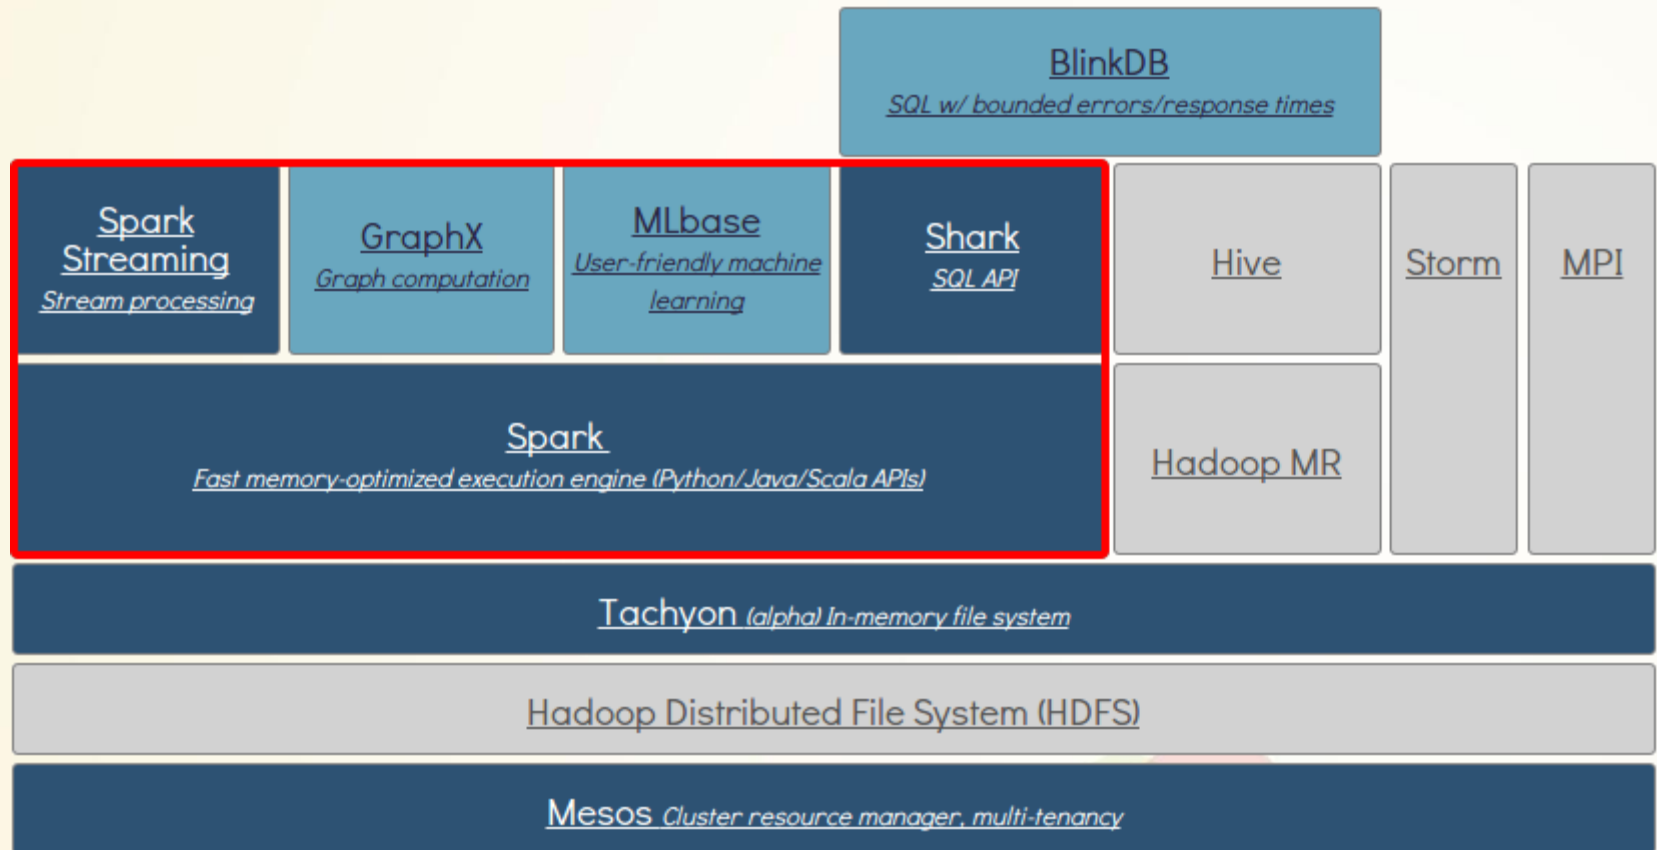 BlinkDB
SQL w/ bounded errors/response times
Spark
Streaming
Stream processing
GraphX
Graph computation
MLbase
User-friendly machine
learning
Shark
SQL API
Hive
Storm
MPI
Spark
Fast memory-optimized execution engine (Python/Java/Scala APIs)
Hadoop MR
Tachyon (alpha) In-memory file system
Hadoop Distributed File System (HDFS)
Mesos Cluster resource manager, multi-tenancy